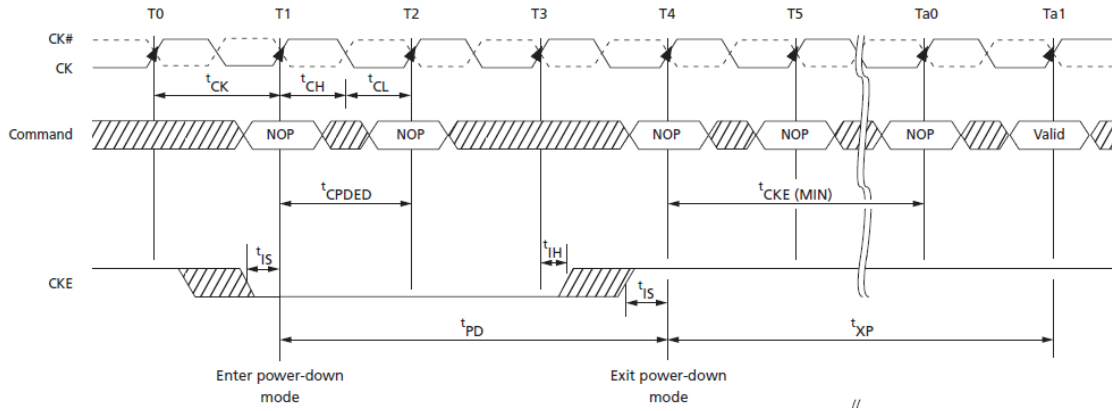 T0 T1 T2 T3 T4 T5 Ta0 Ta1
CK#
CK
tCK tCH tCL
Command NOP NOP NOP NOP NOP Valid
tCPDED tCKE (MIN)
tIS tIH
CKE
tIS
tPD tXP
Enter power-down Exit power-down
mode mode